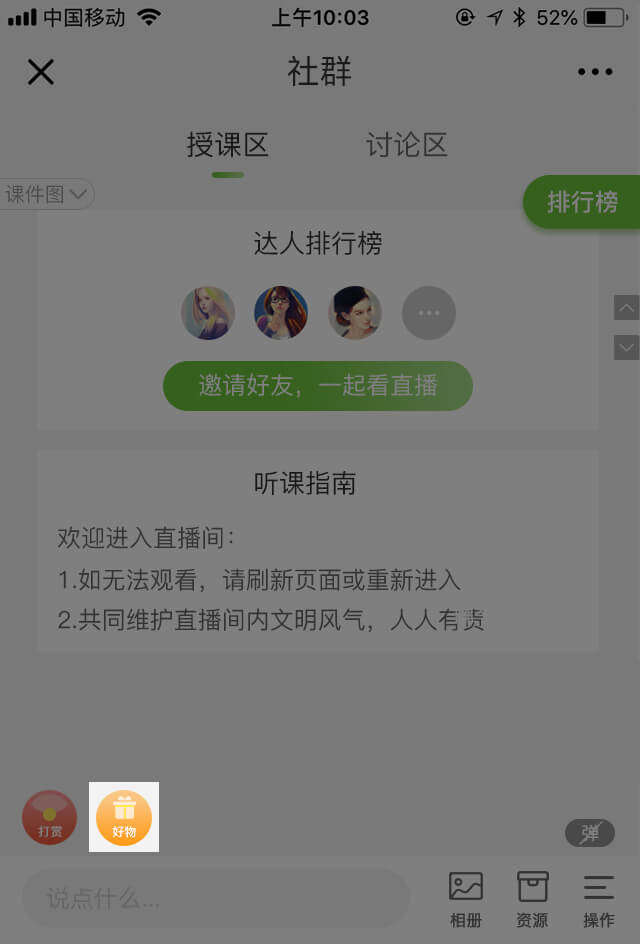 中国移动 上午10:03 52%
社群
授课区 讨论区
课件图
排行榜
达人排行榜
邀请好友，一起看直播
听课指南
欢迎进入直播间：
1.如无法观看，请刷新页面或重新进入
2.共同维护直播间内文明风气，人人有责
打赏 好物
弹
说点什么...
相册 资源 操作